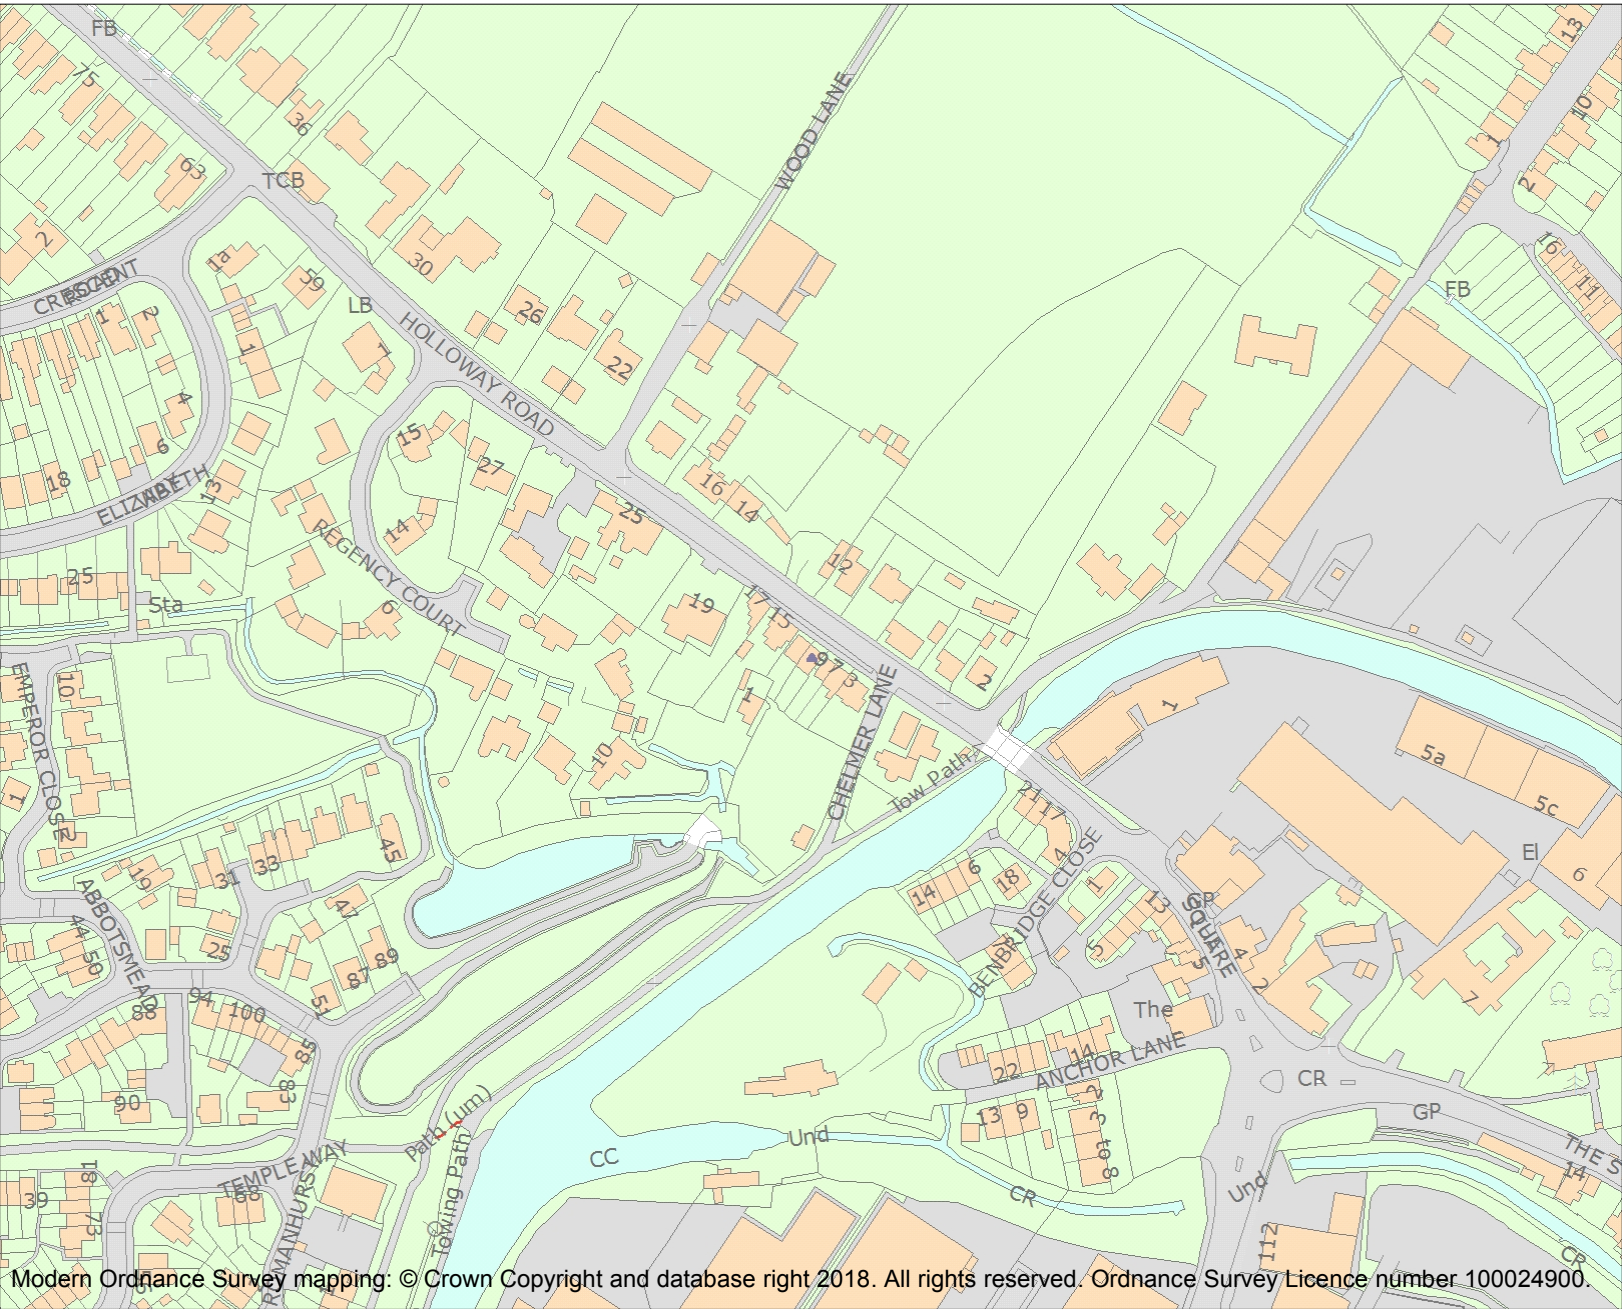 FB
13
75
10
36
WOOD LANE
1
63
TCB
2
2
16
1a
30
59
CRESCENT
FB
11
LB
26
1
2
HOLLOWAY ROAD
1
1
22
4
15
6
27
18
16
13
ELIZABETH
WAY
25
14
14
REGENCY COURT
12
25
Sta
6
19
17
15
9
7
3
EMPEROR CLOSE
10
1
2
CHELMER LANE
1
10
Tow Path
5a
1
5c
2
21
17
El
6
45
33
31
19
4
6
18
14
BENBRIDGE CLOSE
1
13
GP
SQUARE
47
ABBOTSMEAD
44
50
25
89
87
5
5
4
2
7
94
100
51
88
85
The
22
14
ANCHOR LANE
CR
83
90
Path (um)
13
9
2
3 to 8
GP
Und
CC
TEMPLE WAY
THE S
14
18
39
68
73
Towing Path
ROMANHURST
CR
Und
112
CR
Modern Ordnance Survey mapping: © Crown Copyright and database right 2018. All rights reserved. Ordnance Survey Licence number 100024900.